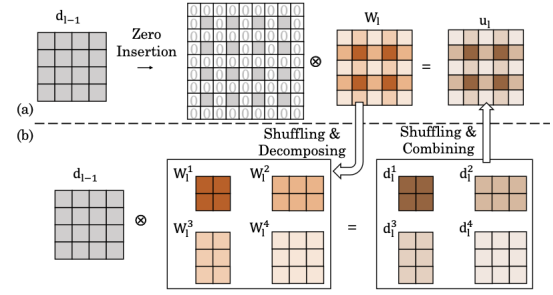 d_{l-1}
Zero
Insertion
⊗
W_l
=
u_l
(a)
(b)
Shuffling &
Decomposing
Shuffling &
Combining
d_{l-1}
⊗
W_l^1
W_l^2
W_l^3
W_l^4
=
d_l^1
d_l^2
d_l^3
d_l^4